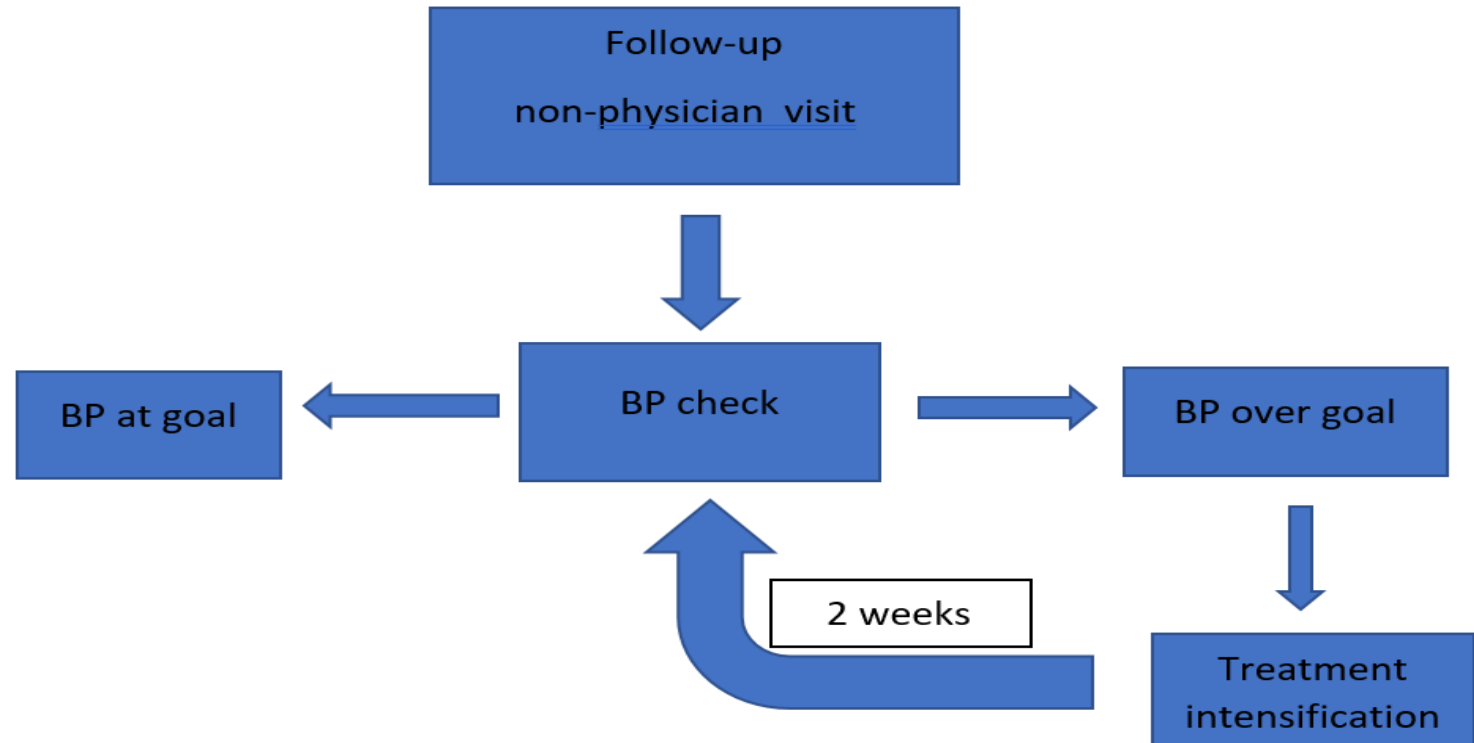 Follow-up
non-physician visit
BP at goal
BP check
BP over goal
2 weeks
Treatment
intensification